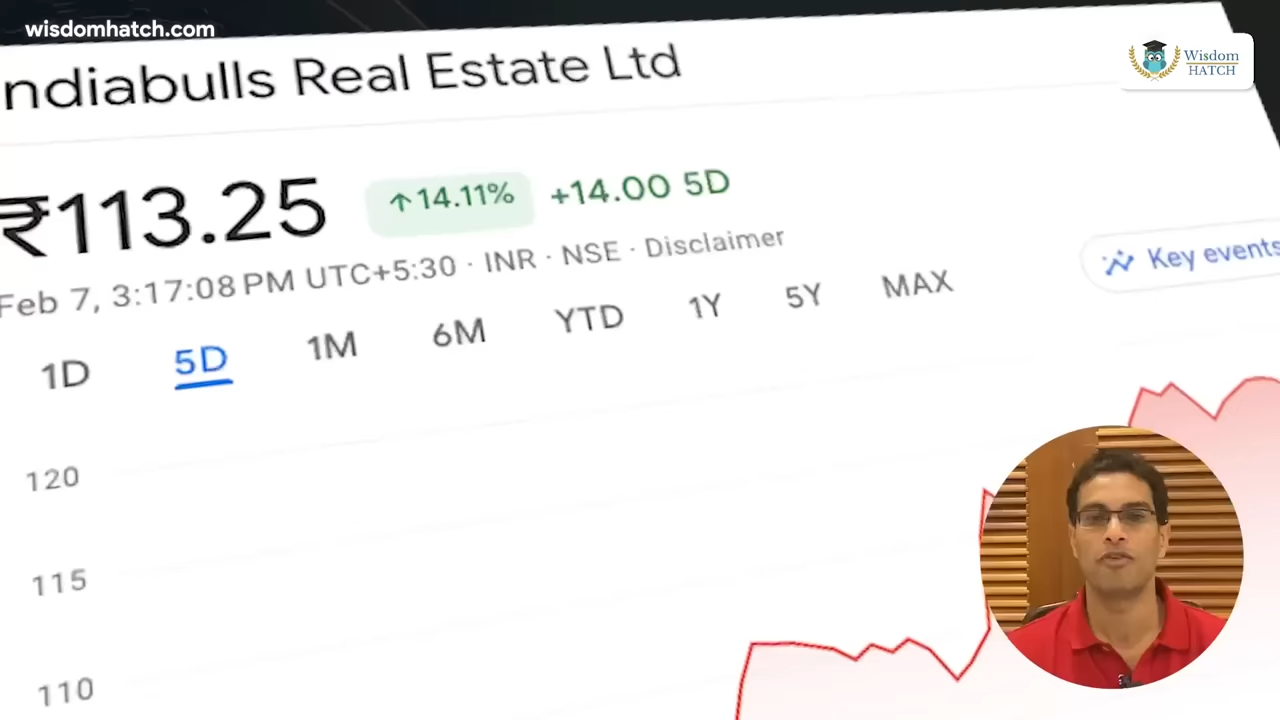 wisdomhatch.com
Wisdom
HATCH
ndiabulls Real Estate Ltd
₹113.25 ↑14.11% +14.00 5D
Feb 7, 3:17:08 PM UTC+5:30 · INR · NSE · Disclaimer
Key events
1D 5D 1M 6M YTD 1Y 5Y MAX
120
115
110